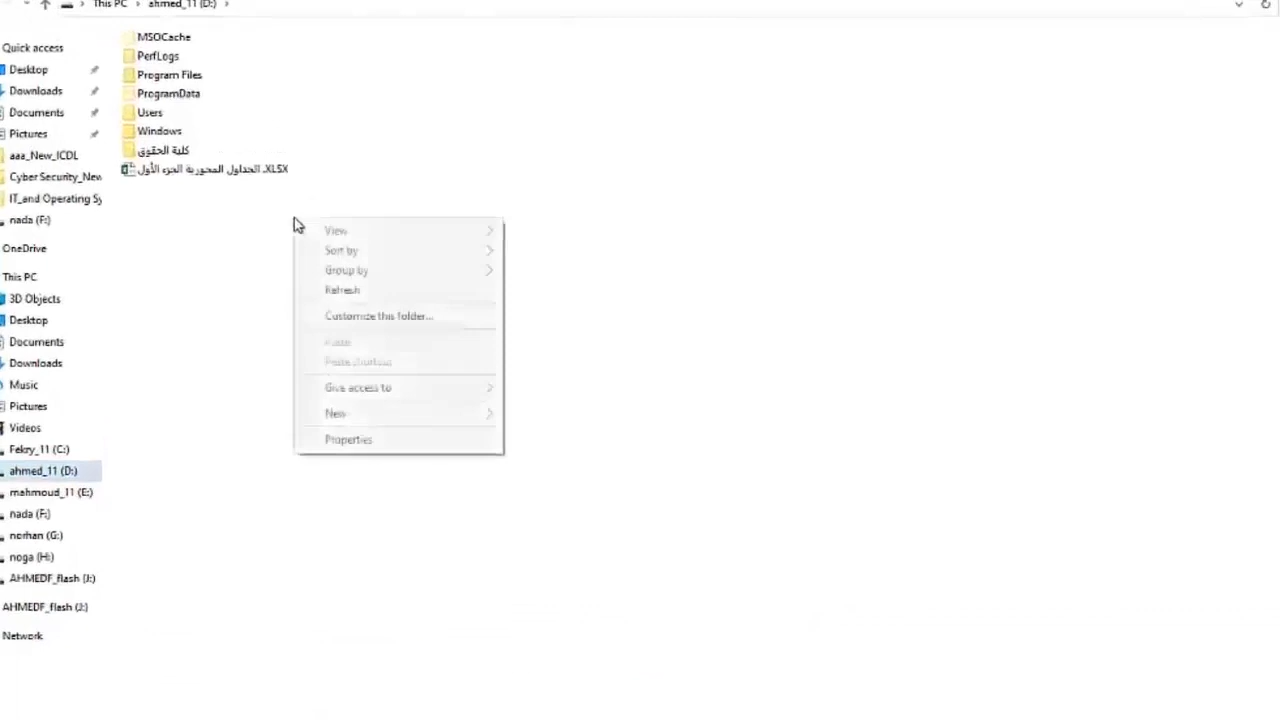 This PC > ahmed_11 (D:) >
Quick access
Desktop
Downloads
Documents
Pictures
aaa_New_ICDL
Cyber Security_New
IT_and Operating Sy
nada (F:)
OneDrive
This PC
3D Objects
Desktop
Documents
Downloads
Music
Pictures
Videos
Fekry_11 (C:)
ahmed_11 (D:)
mahmoud_11 (E:)
nada (F:)
norhan (G:)
noga (H:)
AHMEDF_flash (J:)
AHMEDF_flash (J:)
Network
MSOCache
PerfLogs
Program Files
ProgramData
Users
Windows
كلية الحقوق
الجداول المحورية الجزء الأول.XLSX
View
Sort by
Group by
Refresh
Customize this folder...
Paste
Paste shortcut
Give access to
New
Properties